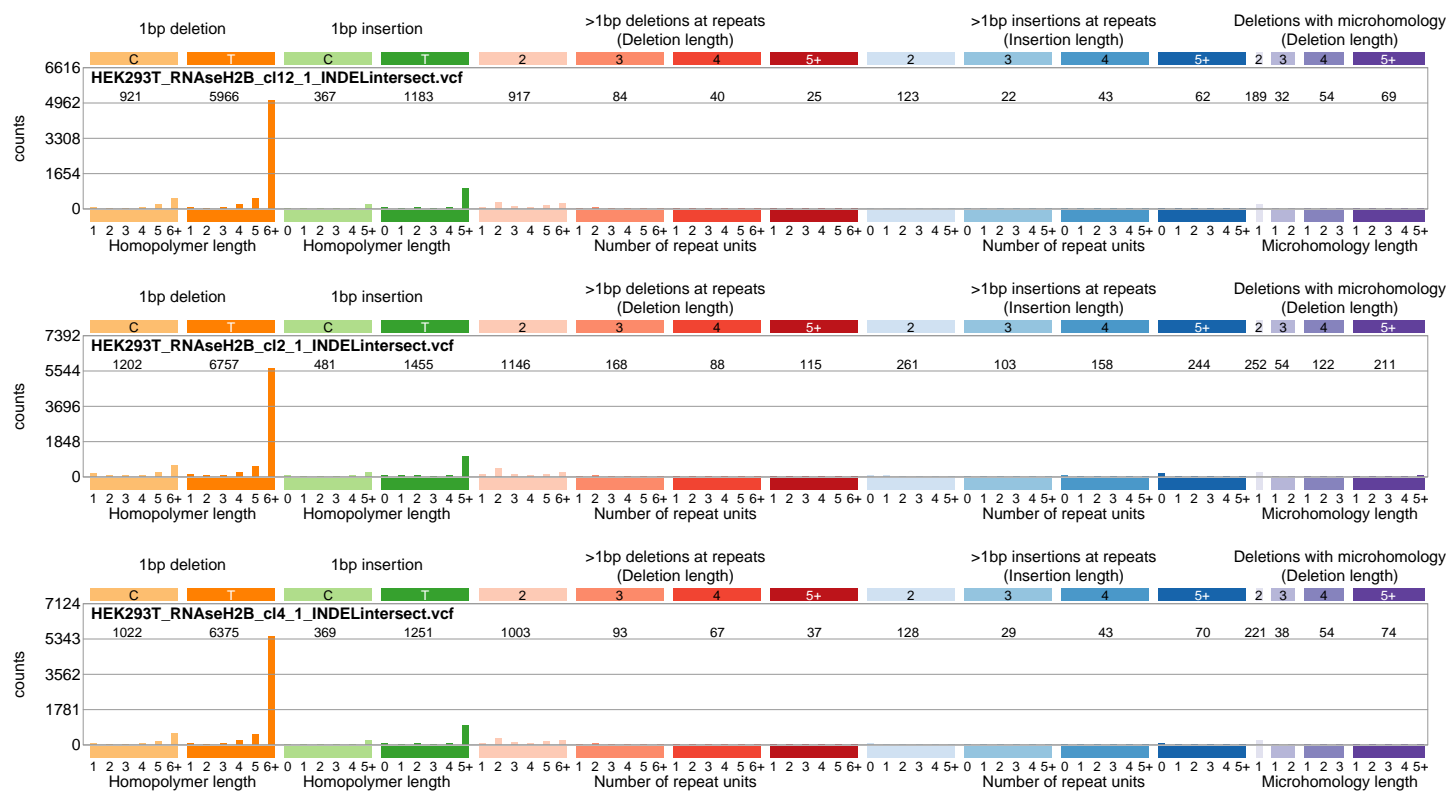 1bp deletion 1bp insertion >1bp deletions at repeats >1bp insertions at repeats Deletions with microhomology
(Deletion length) (Insertion length) (Deletion length)
C T C T 2 3 4 5+ 2 3 4 5+ 2 3 4 5+
6616
HEK293T_RNAseH2B_cl12_1_INDELintersect.vcf
921 5966 367 1183 917 84 40 25 123 22 43 62 189 32 54 69
4962
3308
1654
0
counts
1 2 3 4 5 6+ 1 2 3 4 5 6+ 0 1 2 3 4 5+ 0 1 2 3 4 5+ 1 2 3 4 5 6+ 1 2 3 4 5 6+ 1 2 3 4 5 6+ 1 2 3 4 5 6+ 0 1 2 3 4 5+ 0 1 2 3 4 5+ 0 1 2 3 4 5+ 0 1 2 3 4 5+ 1 1 2 1 2 3 1 2 3 4 5+
Homopolymer length Homopolymer length Number of repeat units Number of repeat units Microhomology length
1bp deletion 1bp insertion >1bp deletions at repeats >1bp insertions at repeats Deletions with microhomology
(Deletion length) (Insertion length) (Deletion length)
C T C T 2 3 4 5+ 2 3 4 5+ 2 3 4 5+
7392
HEK293T_RNAseH2B_cl2_1_INDELintersect.vcf
1202 6757 481 1455 1146 168 88 115 261 103 158 244 252 54 122 211
5544
3696
1848
0
counts
1 2 3 4 5 6+ 1 2 3 4 5 6+ 0 1 2 3 4 5+ 0 1 2 3 4 5+ 1 2 3 4 5 6+ 1 2 3 4 5 6+ 1 2 3 4 5 6+ 1 2 3 4 5 6+ 0 1 2 3 4 5+ 0 1 2 3 4 5+ 0 1 2 3 4 5+ 0 1 2 3 4 5+ 1 1 2 1 2 3 1 2 3 4 5+
Homopolymer length Homopolymer length Number of repeat units Number of repeat units Microhomology length
1bp deletion 1bp insertion >1bp deletions at repeats >1bp insertions at repeats Deletions with microhomology
(Deletion length) (Insertion length) (Deletion length)
C T C T 2 3 4 5+ 2 3 4 5+ 2 3 4 5+
7124
HEK293T_RNAseH2B_cl4_1_INDELintersect.vcf
1022 6375 369 1251 1003 93 67 37 128 29 43 70 221 38 54 74
5343
3562
1781
0
counts
1 2 3 4 5 6+ 1 2 3 4 5 6+ 0 1 2 3 4 5+ 0 1 2 3 4 5+ 1 2 3 4 5 6+ 1 2 3 4 5 6+ 1 2 3 4 5 6+ 1 2 3 4 5 6+ 0 1 2 3 4 5+ 0 1 2 3 4 5+ 0 1 2 3 4 5+ 0 1 2 3 4 5+ 1 1 2 1 2 3 1 2 3 4 5+
Homopolymer length Homopolymer length Number of repeat units Number of repeat units Microhomology length